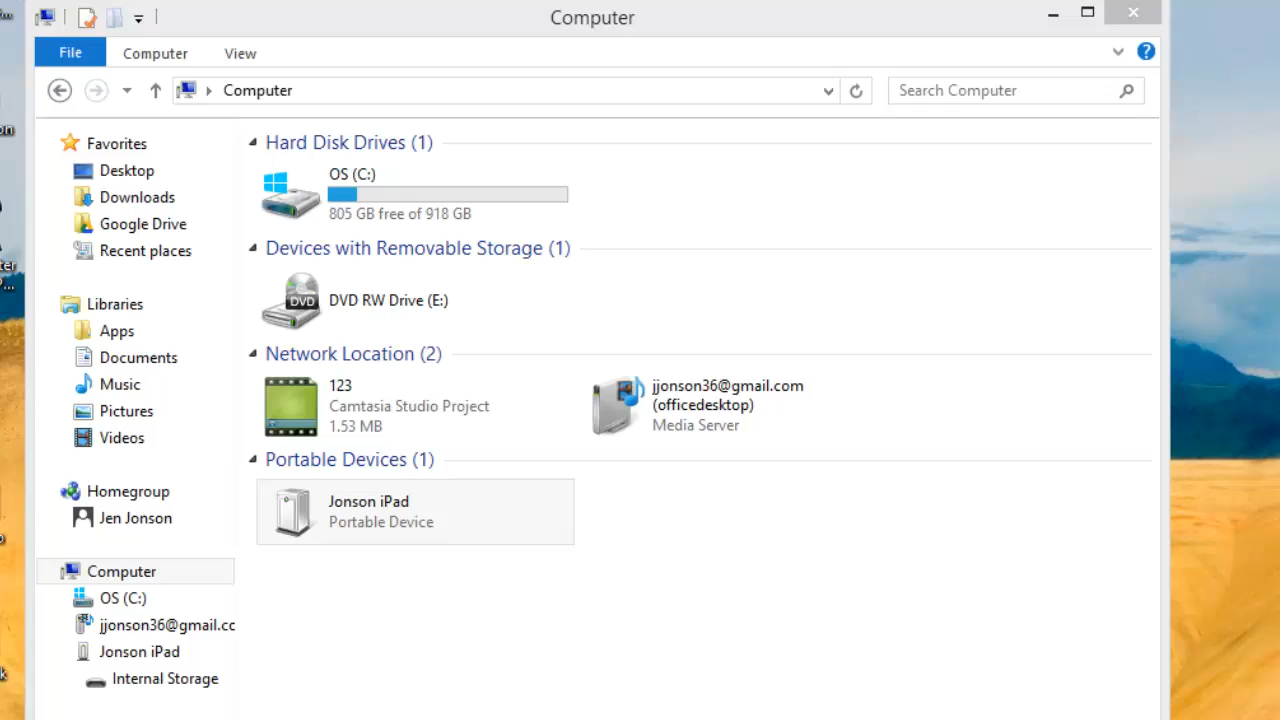 Computer
File
Computer
View
Computer
Search Computer
Favorites
Desktop
Downloads
Google Drive
Recent places
Libraries
Apps
Documents
Music
Pictures
Videos
Homegroup
Jen Jonson
Computer
OS (C:)
jjonson36@gmail.cc
Jonson iPad
Internal Storage
Hard Disk Drives (1)
OS (C:)
805 GB free of 918 GB
Devices with Removable Storage (1)
DVD
DVD RW Drive (E:)
Network Location (2)
123
Camtasia Studio Project
1.53 MB
jjonson36@gmail.com
(officedesktop)
Media Server
Portable Devices (1)
Jonson iPad
Portable Device